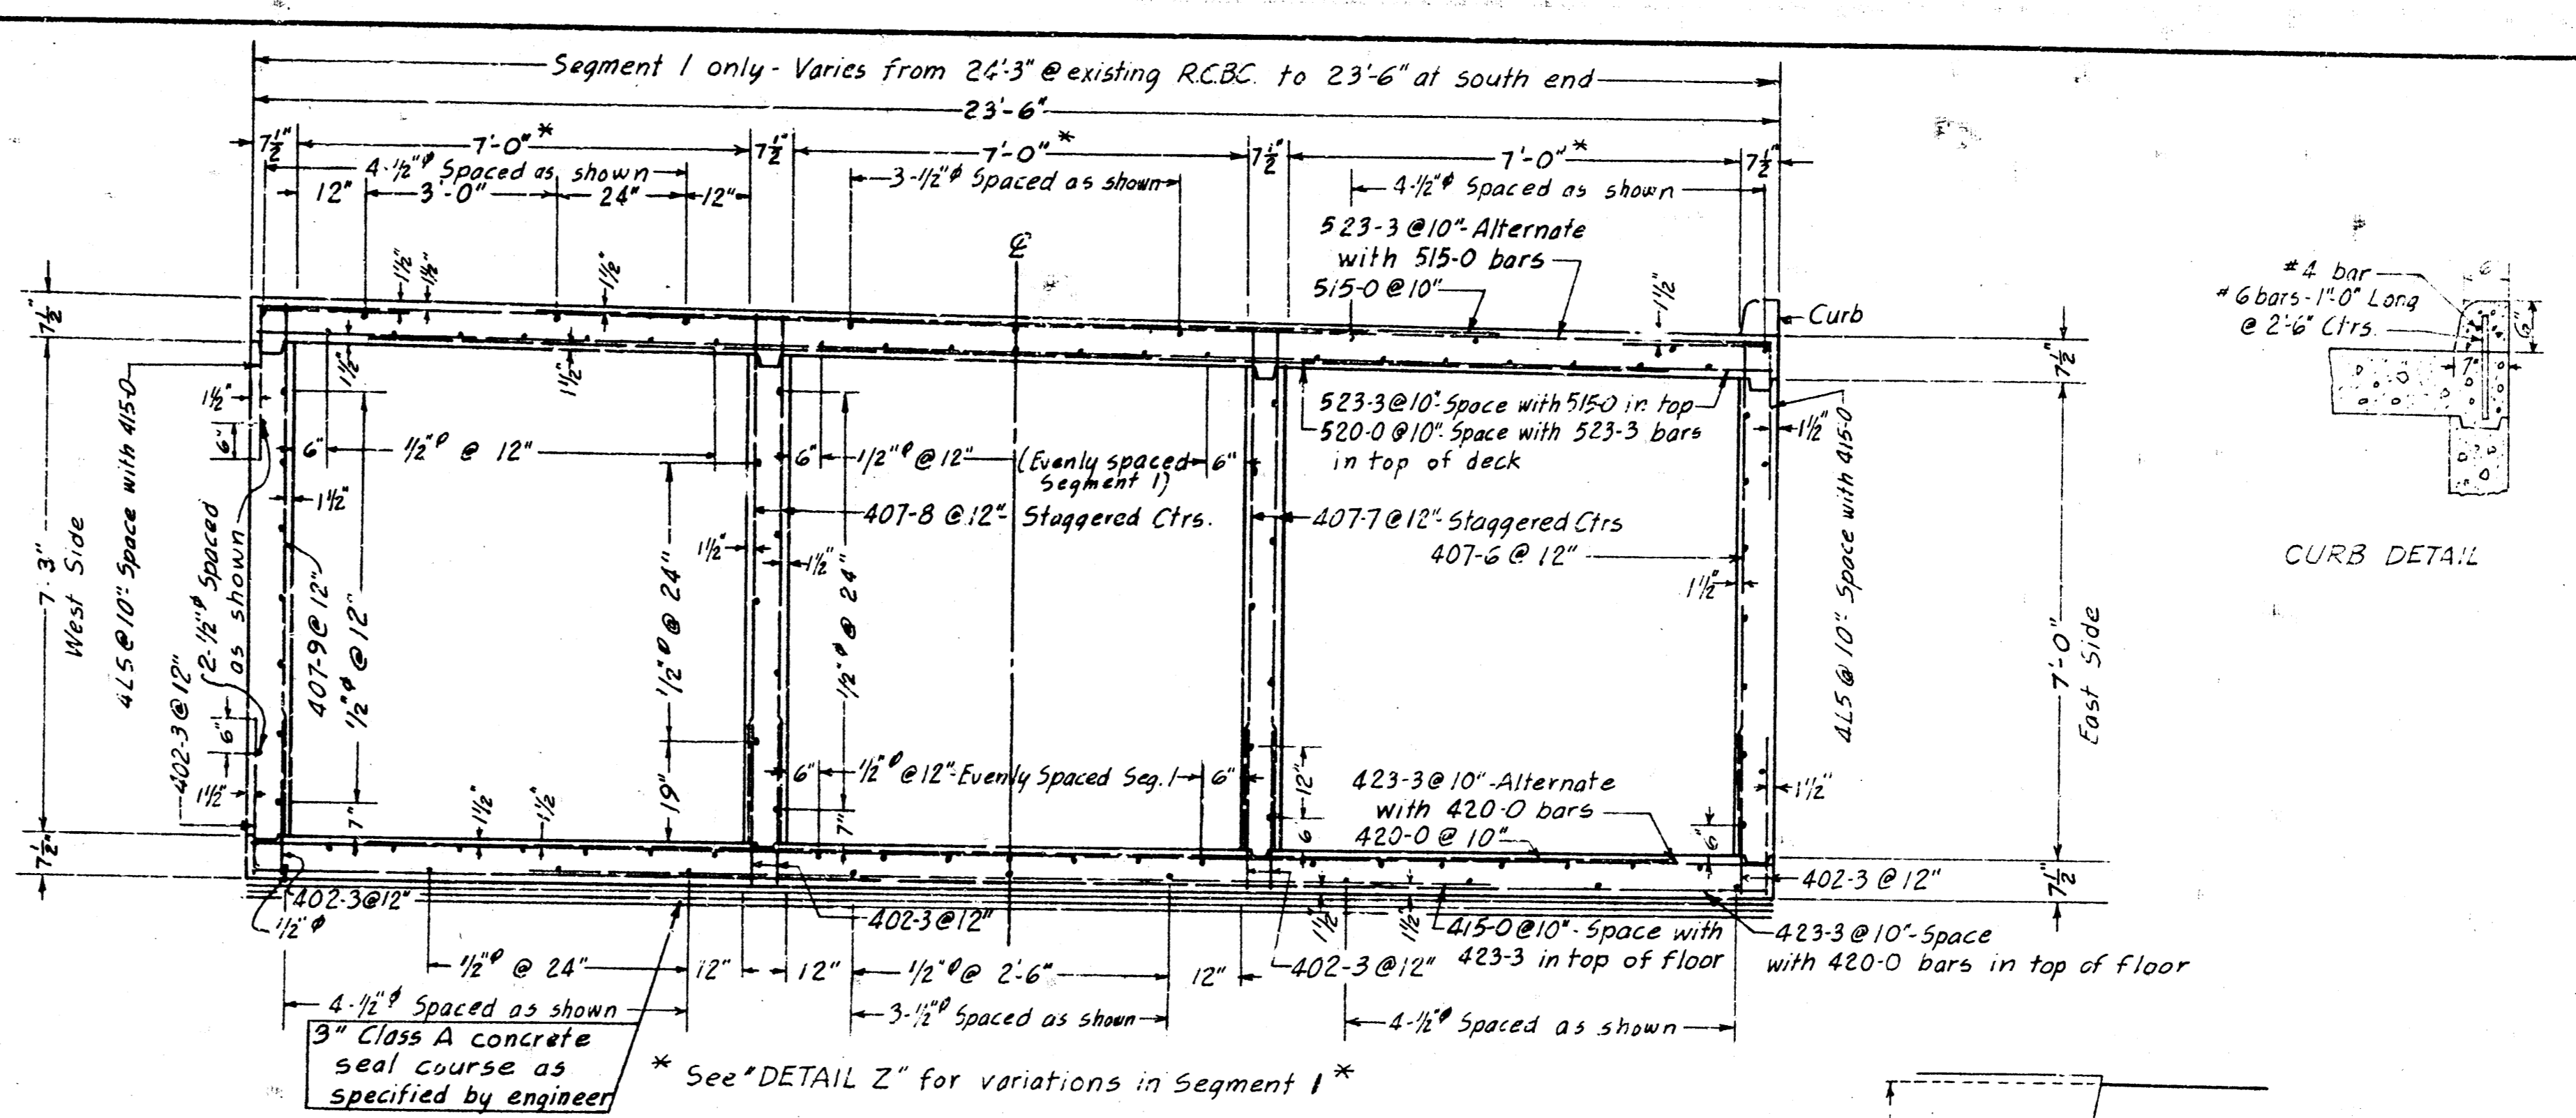 Segment 1 only - Varies from 24'-3" @ existing R.C.B.C. to 23'-6" at south end
23'-6"
7½" 7'-0"* 7½" 7'-0"* 7½" 7'-0"* 7½"
4-½"ᶲ Spaced as shown
3-½"ᶲ Spaced as shown
4-½"ᶲ Spaced as shown
12" 3'-0" 24" 12"
523-3 @ 10"- Alternate
with 515-0 bars
515-0 @ 10"
℄
1½" 1½" 1½" 1½"
Curb
7½"
7½"
1½" 1½"
4L5 @ 10"- Space with 415-0
1½"
6"
523-3 @ 10"- Space with 515-0 in top
520-0 @ 10"- Space with 523-3 bars
in top of deck
1½"
6" ½"ᶲ @ 12"
6" ½"ᶲ @ 12" (Evenly spaced 6"
Segment 1)
1½"
407-8 @ 12"- Staggered Ctrs.
407-7 @ 12"- Staggered Ctrs
407-6 @ 12"
1½" 1½" 1½"
7'-3"
West Side
402-3 @ 12"
(2-½"ᶲ Spaced
as shown
407-9 @ 12"
½"ᶲ @ 12"
½"ᶲ @ 24"
½"ᶲ @ 24"
4L5 @ 10"- Space with 415-0
7'-0"
East Side
6"
1½"
7" 1½" 1½" 19" 7"
6" ½"ᶲ @ 12"-Evenly Spaced Seg. 1 6"
12"
6
423-3 @ 10"-Alternate
with 420-0 bars
420-0 @ 10"
6"
1½"
7½"
7½"
402-3 @ 12"
½"ᶲ
402-3 @ 12"
402-3 @ 12"
402-3 @ 12"
1½" 1½"
415-0 @ 10"- Space with
423-3 in top of floor
423-3 @ 10"-Space
with 420-0 bars in top of floor
½"ᶲ @ 24" 12" 12" ½"ᶲ @ 2'-6" 12"
4-½"ᶲ Spaced as shown
3-½"ᶲ Spaced as shown
4-½"ᶲ Spaced as shown
3" Class A concrete
seal course as
specified by engineer
* See "DETAIL Z" for variations in Segment 1 *
#4 bar
#6 bars-1'-0" Long
@ 2'-6" Ctrs.
6
6"
7"
CURB DETAIL